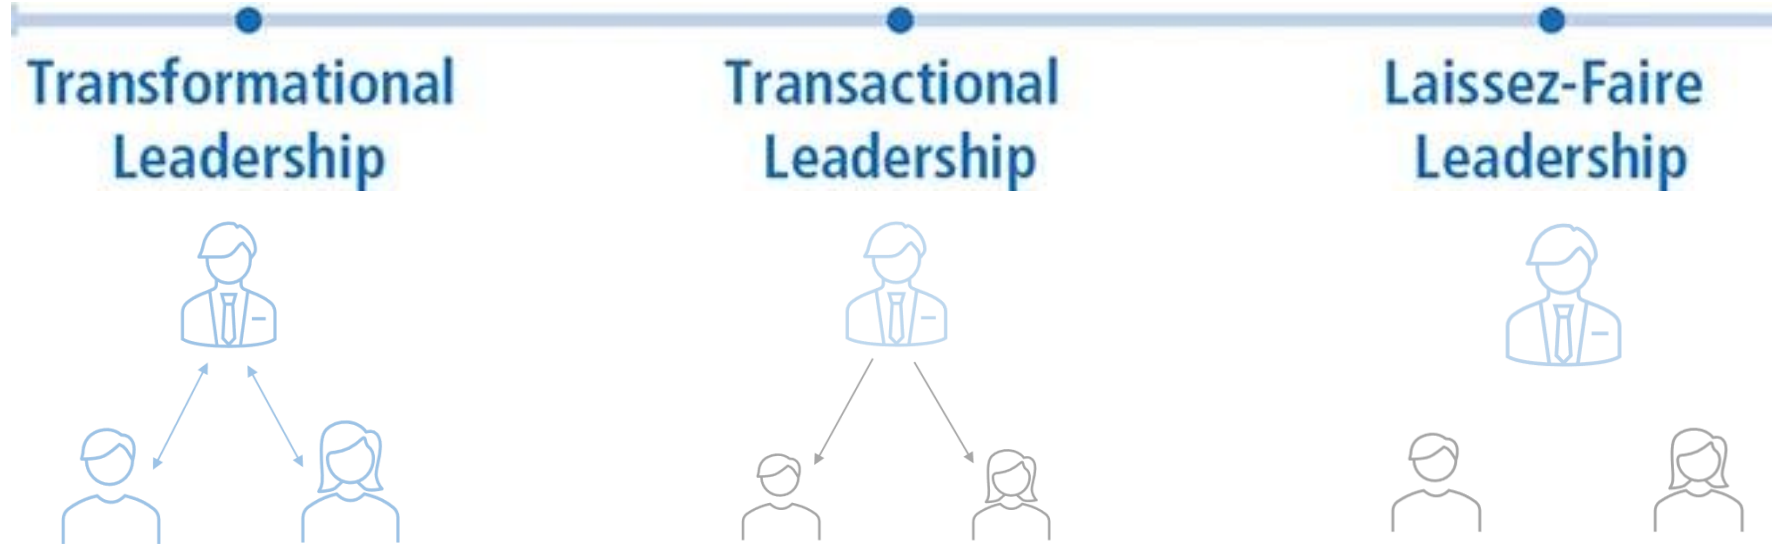 Transformational
Leadership
Transactional
Leadership
Laissez-Faire
Leadership